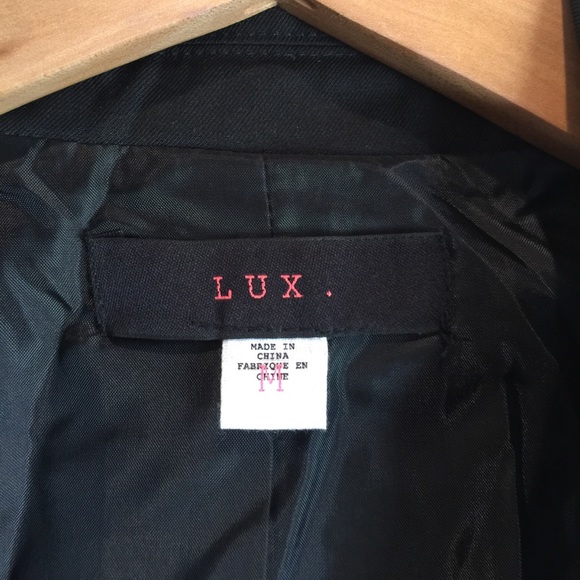 LUX.
MADE IN
CHINA
FABRIQUE EN
CHINE
M